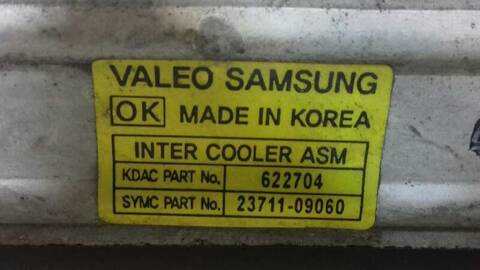 VALEO SAMSUNG
OK MADE IN KOREA
INTER COOLER ASM
KDAC PART No. 622704
SYMC PART No. 23711-09060